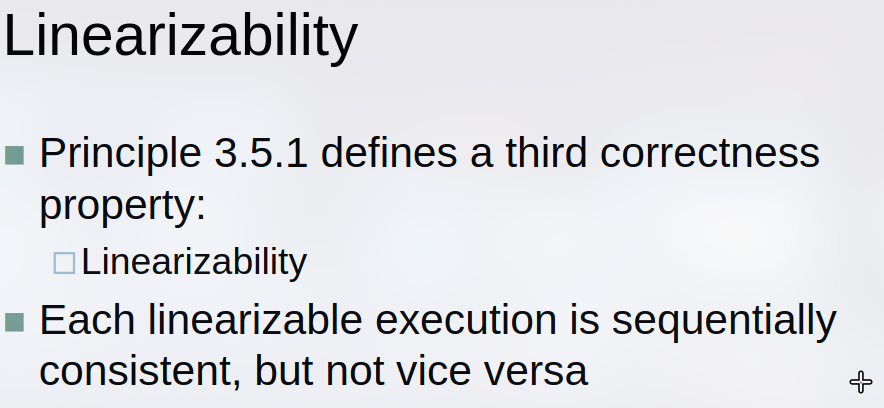 Linearizability
Principle 3.5.1 defines a third correctness
property:
Linearizability
Each linearizable execution is sequentially
consistent, but not vice versa